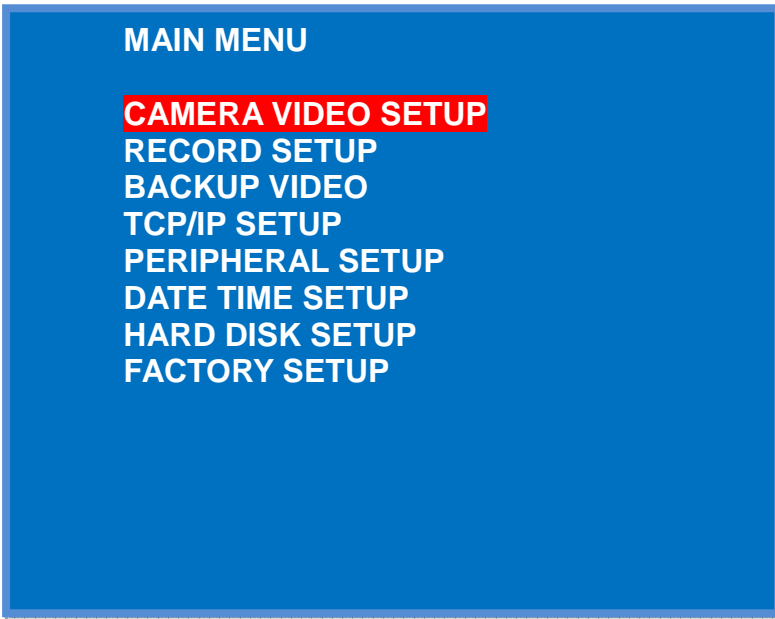 MAIN MENU
CAMERA VIDEO SETUP
RECORD SETUP
BACKUP VIDEO
TCP/IP SETUP
PERIPHERAL SETUP
DATE TIME SETUP
HARD DISK SETUP
FACTORY SETUP